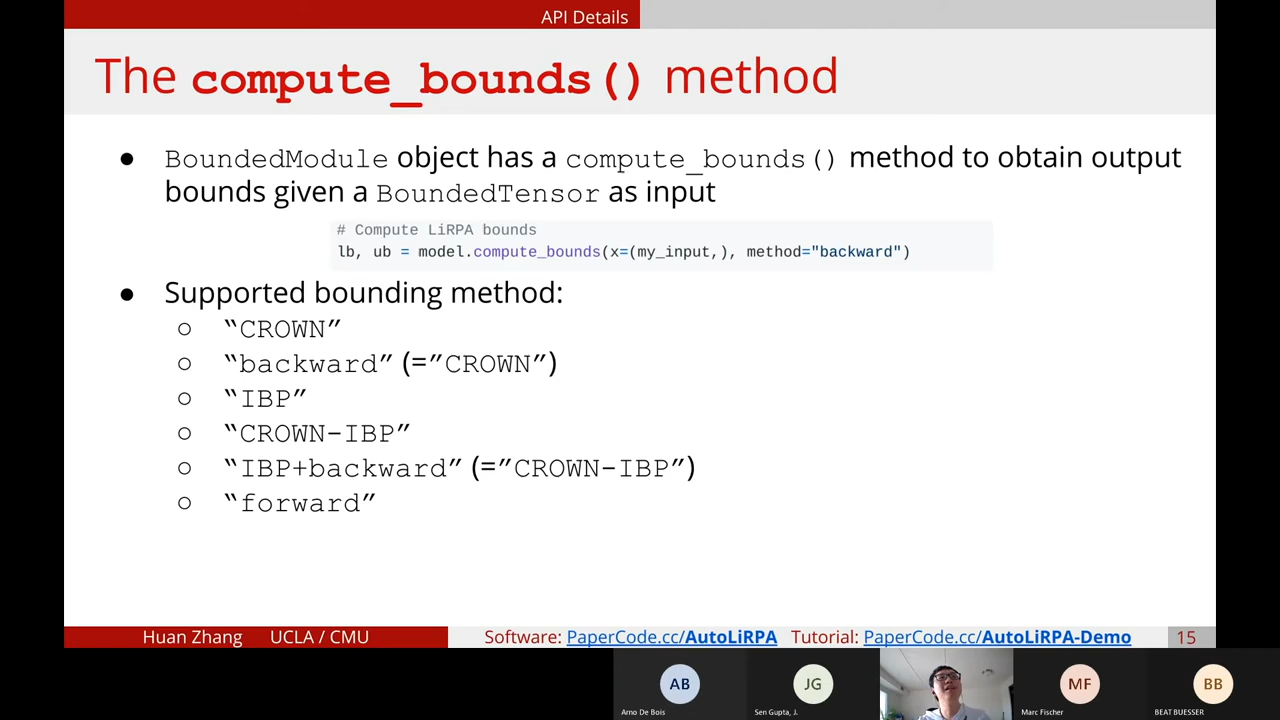 API Details
The compute_bounds() method
● BoundedModule object has a compute_bounds() method to obtain output
bounds given a BoundedTensor as input
# Compute LiRPA bounds
lb, ub = model.compute_bounds(x=(my_input,), method="backward")
● Supported bounding method:
○ “CROWN”
○ “backward” (=”CROWN”)
○ “IBP”
○ “CROWN-IBP”
○ “IBP+backward” (=”CROWN-IBP”)
○ “forward”
Huan Zhang UCLA / CMU Software: PaperCode.cc/AutoLiRPA Tutorial: PaperCode.cc/AutoLiRPA-Demo 15
AB JG MF BB
Arno De Bois Sen Gupta, J. Marc Fischer BEAT BUESSER